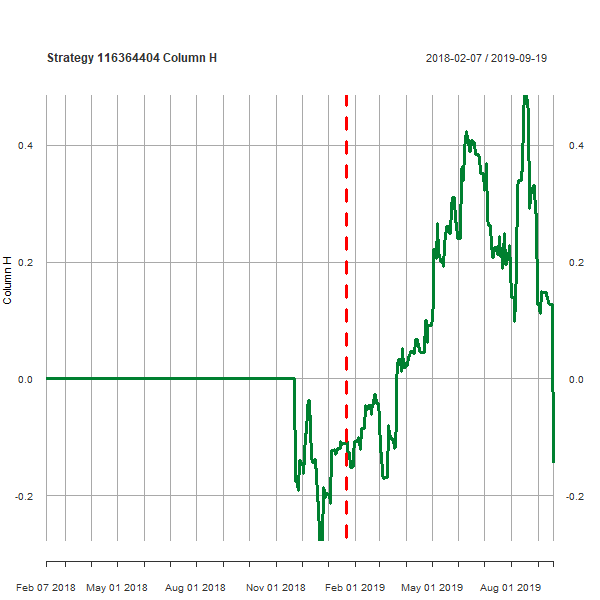 Strategy 116364404 Column H
2018-02-07 / 2019-09-19
0.4 0.4
0.2 0.2
Column H
0.0 0.0
-0.2 -0.2
Feb 07 2018 May 01 2018 Aug 01 2018 Nov 01 2018 Feb 01 2019 May 01 2019 Aug 01 2019